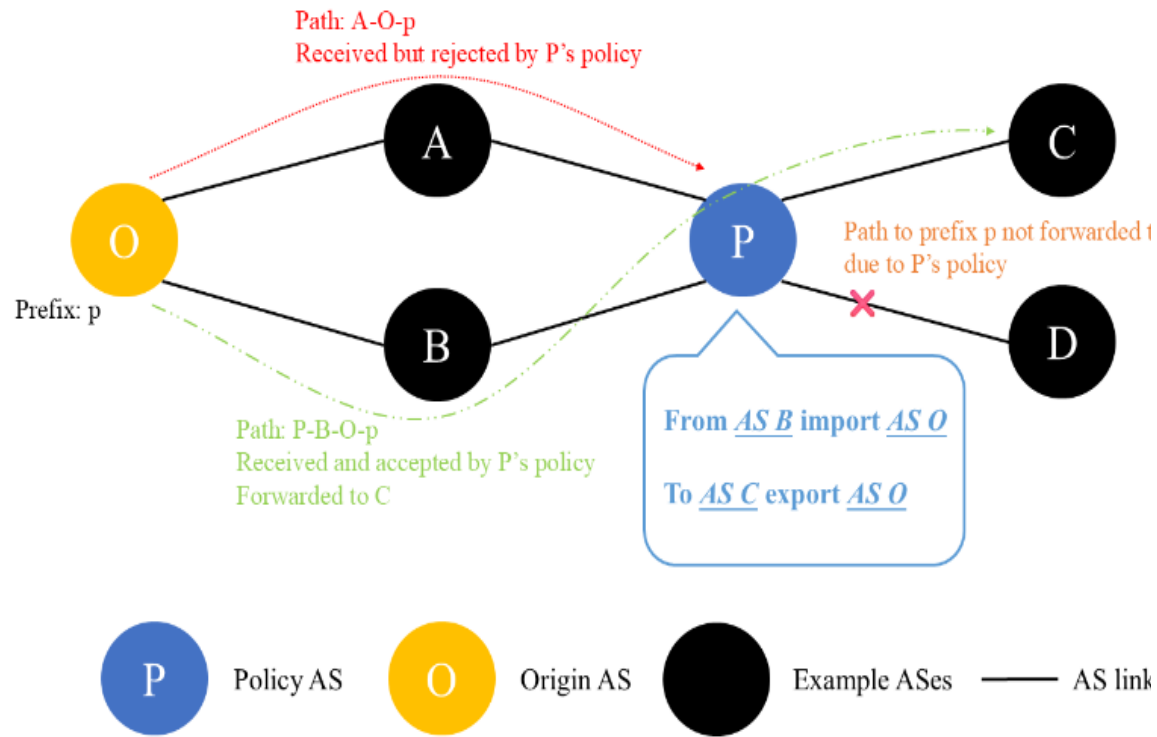 Path: A-O-p
Received but rejected by P's policy
A
C
O
P
Path to prefix p not forwarded t
due to P's policy
Prefix: p
B
D
From AS B import AS O
To AS C export AS O
Path: P-B-O-p
Received and accepted by P's policy
Forwarded to C
P Policy AS
O Origin AS
Example ASes
AS link